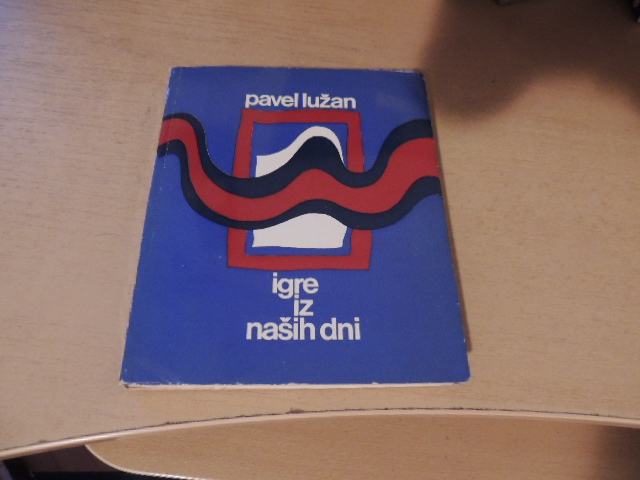 pavel lužan
igre
iz
naših dni